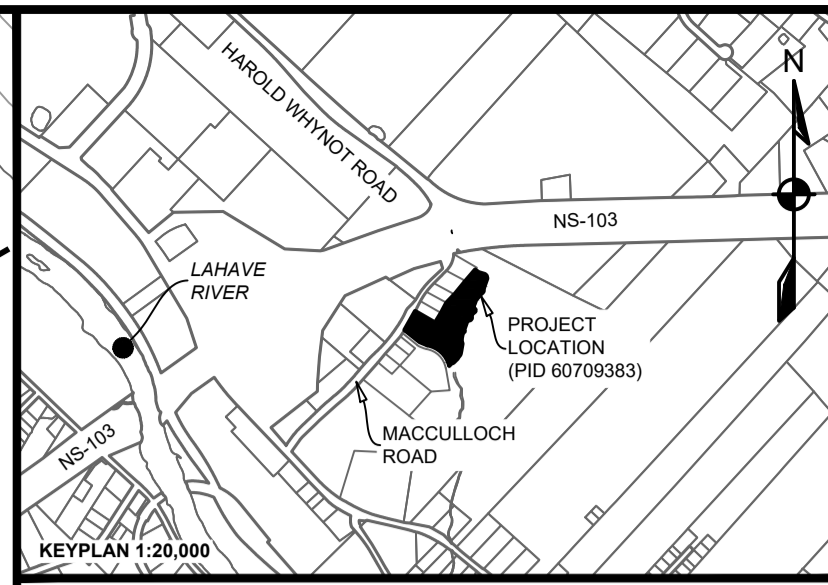 N
HAROLD WHYNOT ROAD
NS-103
LAHAVE
RIVER
PROJECT
LOCATION
(PID 60709383)
MACCULLOCH
ROAD
NS-103
KEYPLAN 1:20,000